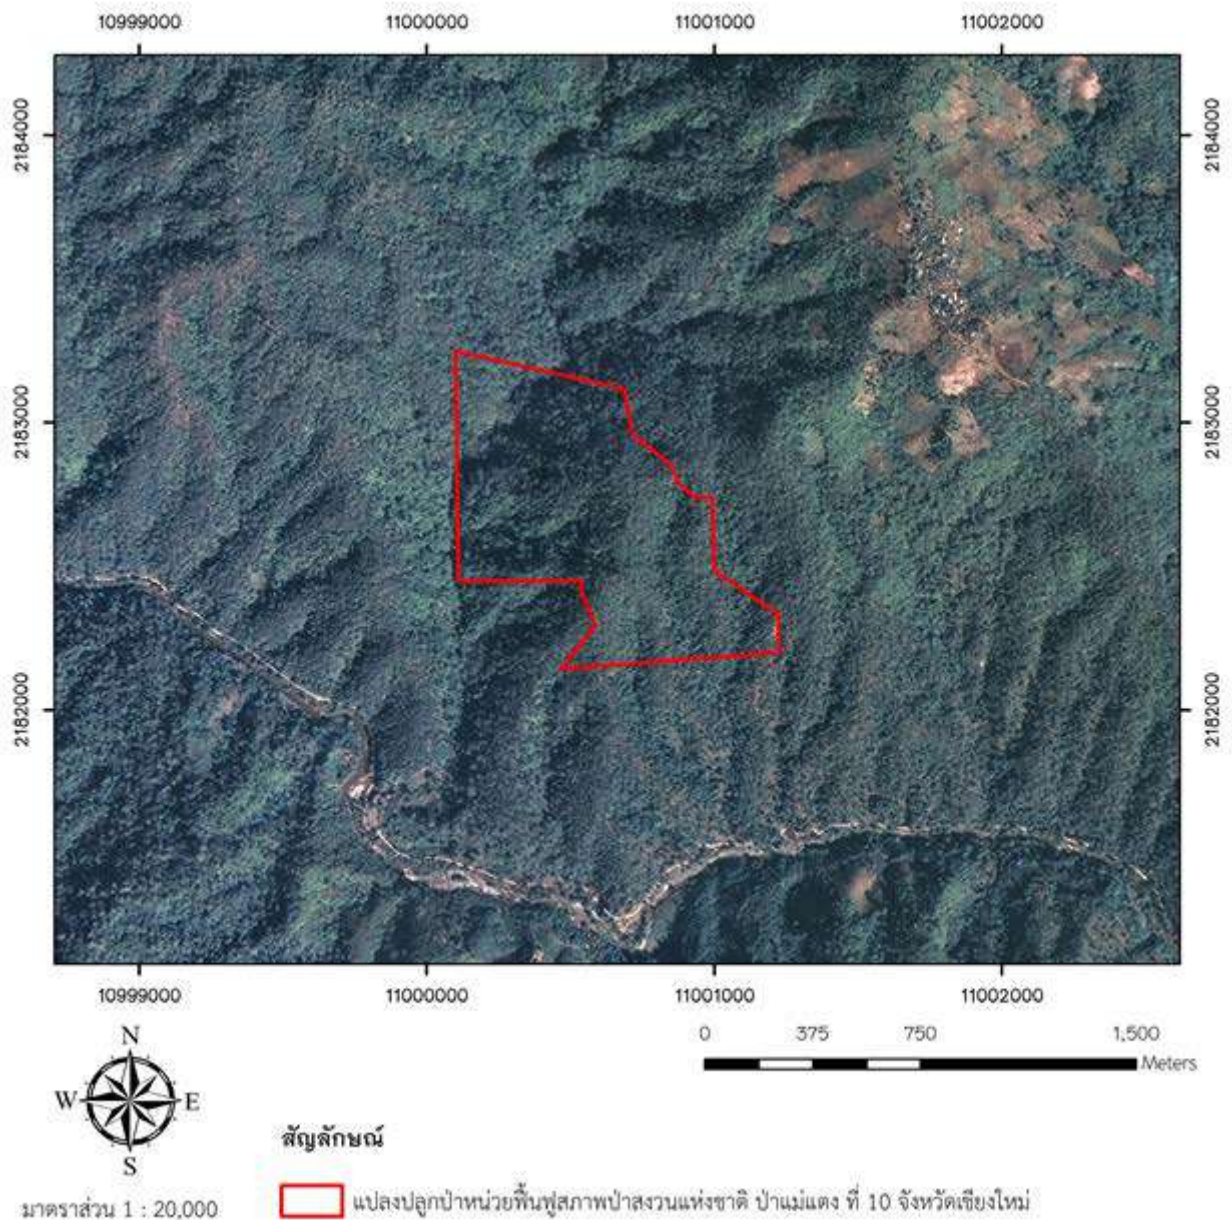 10999000 11000000 11001000 11002000
2184000 2184000
2183000 2183000
2182000 2182000
10999000 11000000 11001000 11002000
N
W E
S
0 375 750 1,500
Meters
สัญลักษณ์
มาตราส่วน 1 : 20,000
แปลงปลูกป่าหน่วยฟื้นฟูสภาพป่าสงวนแห่งชาติ ป่าแม่แตง ที่ 10 จังหวัดเชียงใหม่